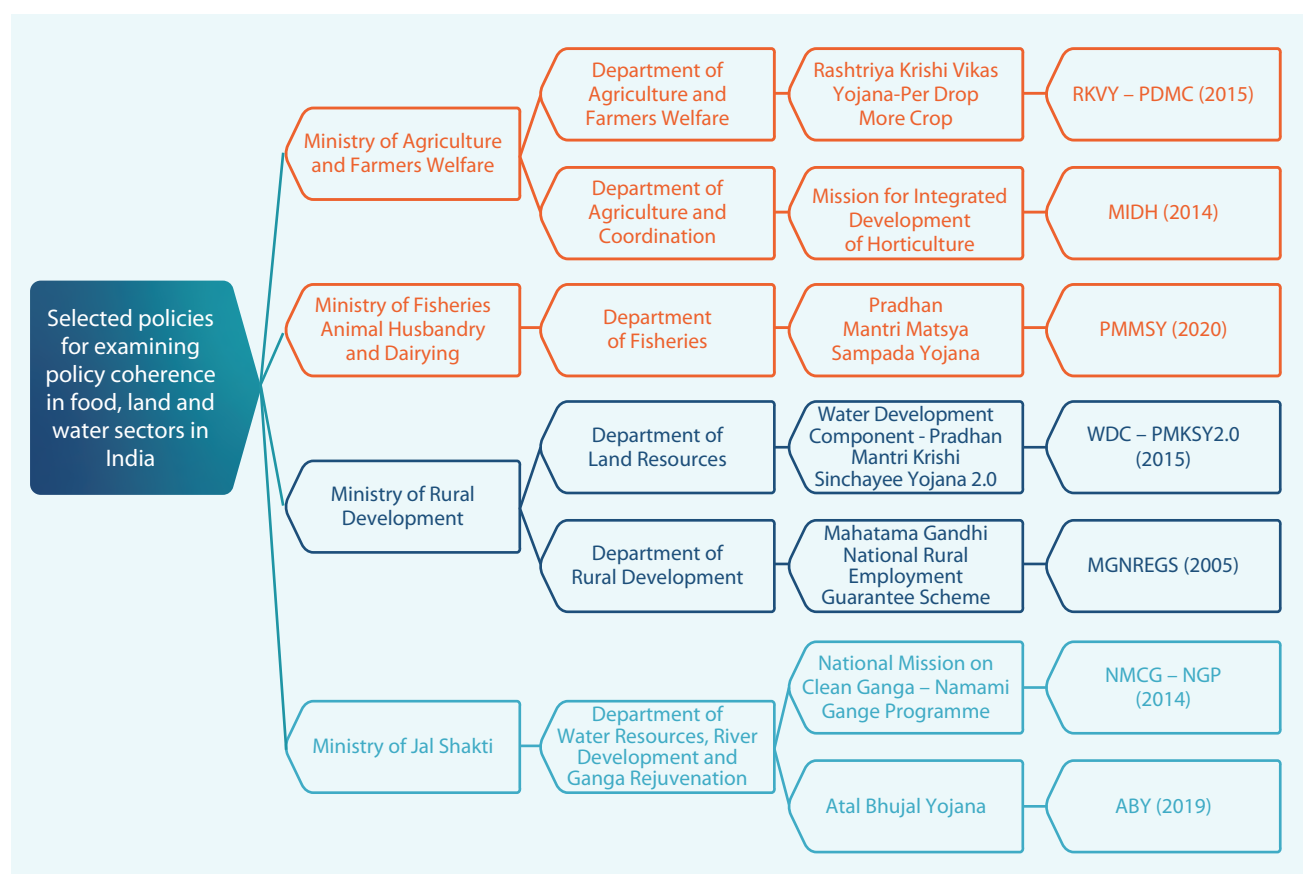 Selected policies
for examining
policy coherence
in food, land and
water sectors in
India
Ministry of Agriculture
and Farmers Welfare
Department of
Agriculture and
Farmers Welfare
Rashtriya Krishi Vikas
Yojana-Per Drop
More Crop
RKVY – PDMC (2015)
Department of
Agriculture and
Coordination
Mission for Integrated
Development
of Horticulture
MIDH (2014)
Ministry of Fisheries
Animal Husbandry
and Dairying
Department
of Fisheries
Pradhan
Mantri Matsya
Sampada Yojana
PMMSY (2020)
Ministry of Rural
Development
Department of
Land Resources
Water Development
Component - Pradhan
Mantri Krishi
Sinchayee Yojana 2.0
WDC – PMKSY2.0
(2015)
Department of
Rural Development
Mahatama Gandhi
National Rural
Employment
Guarantee Scheme
MGNREGS (2005)
Ministry of Jal Shakti
Department of
Water Resources, River
Development and
Ganga Rejuvenation
National Mission on
Clean Ganga – Namami
Gange Programme
NMCG – NGP
(2014)
Atal Bhujal Yojana
ABY (2019)